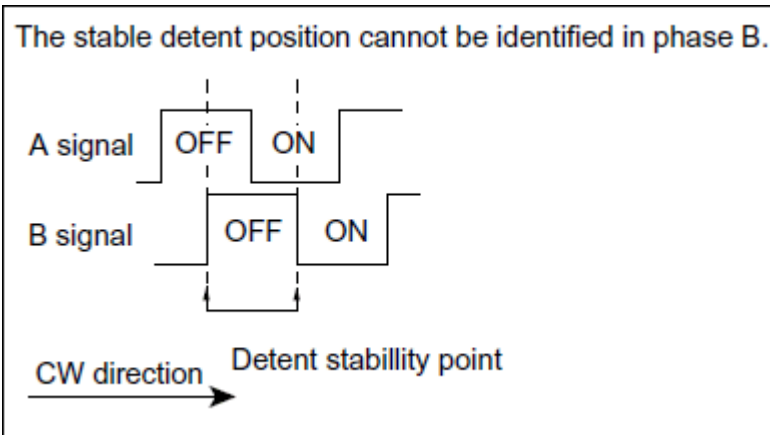 The stable detent position cannot be identified in phase B.
A signal OFF ON
B signal OFF ON
Detent stabillity point
CW direction